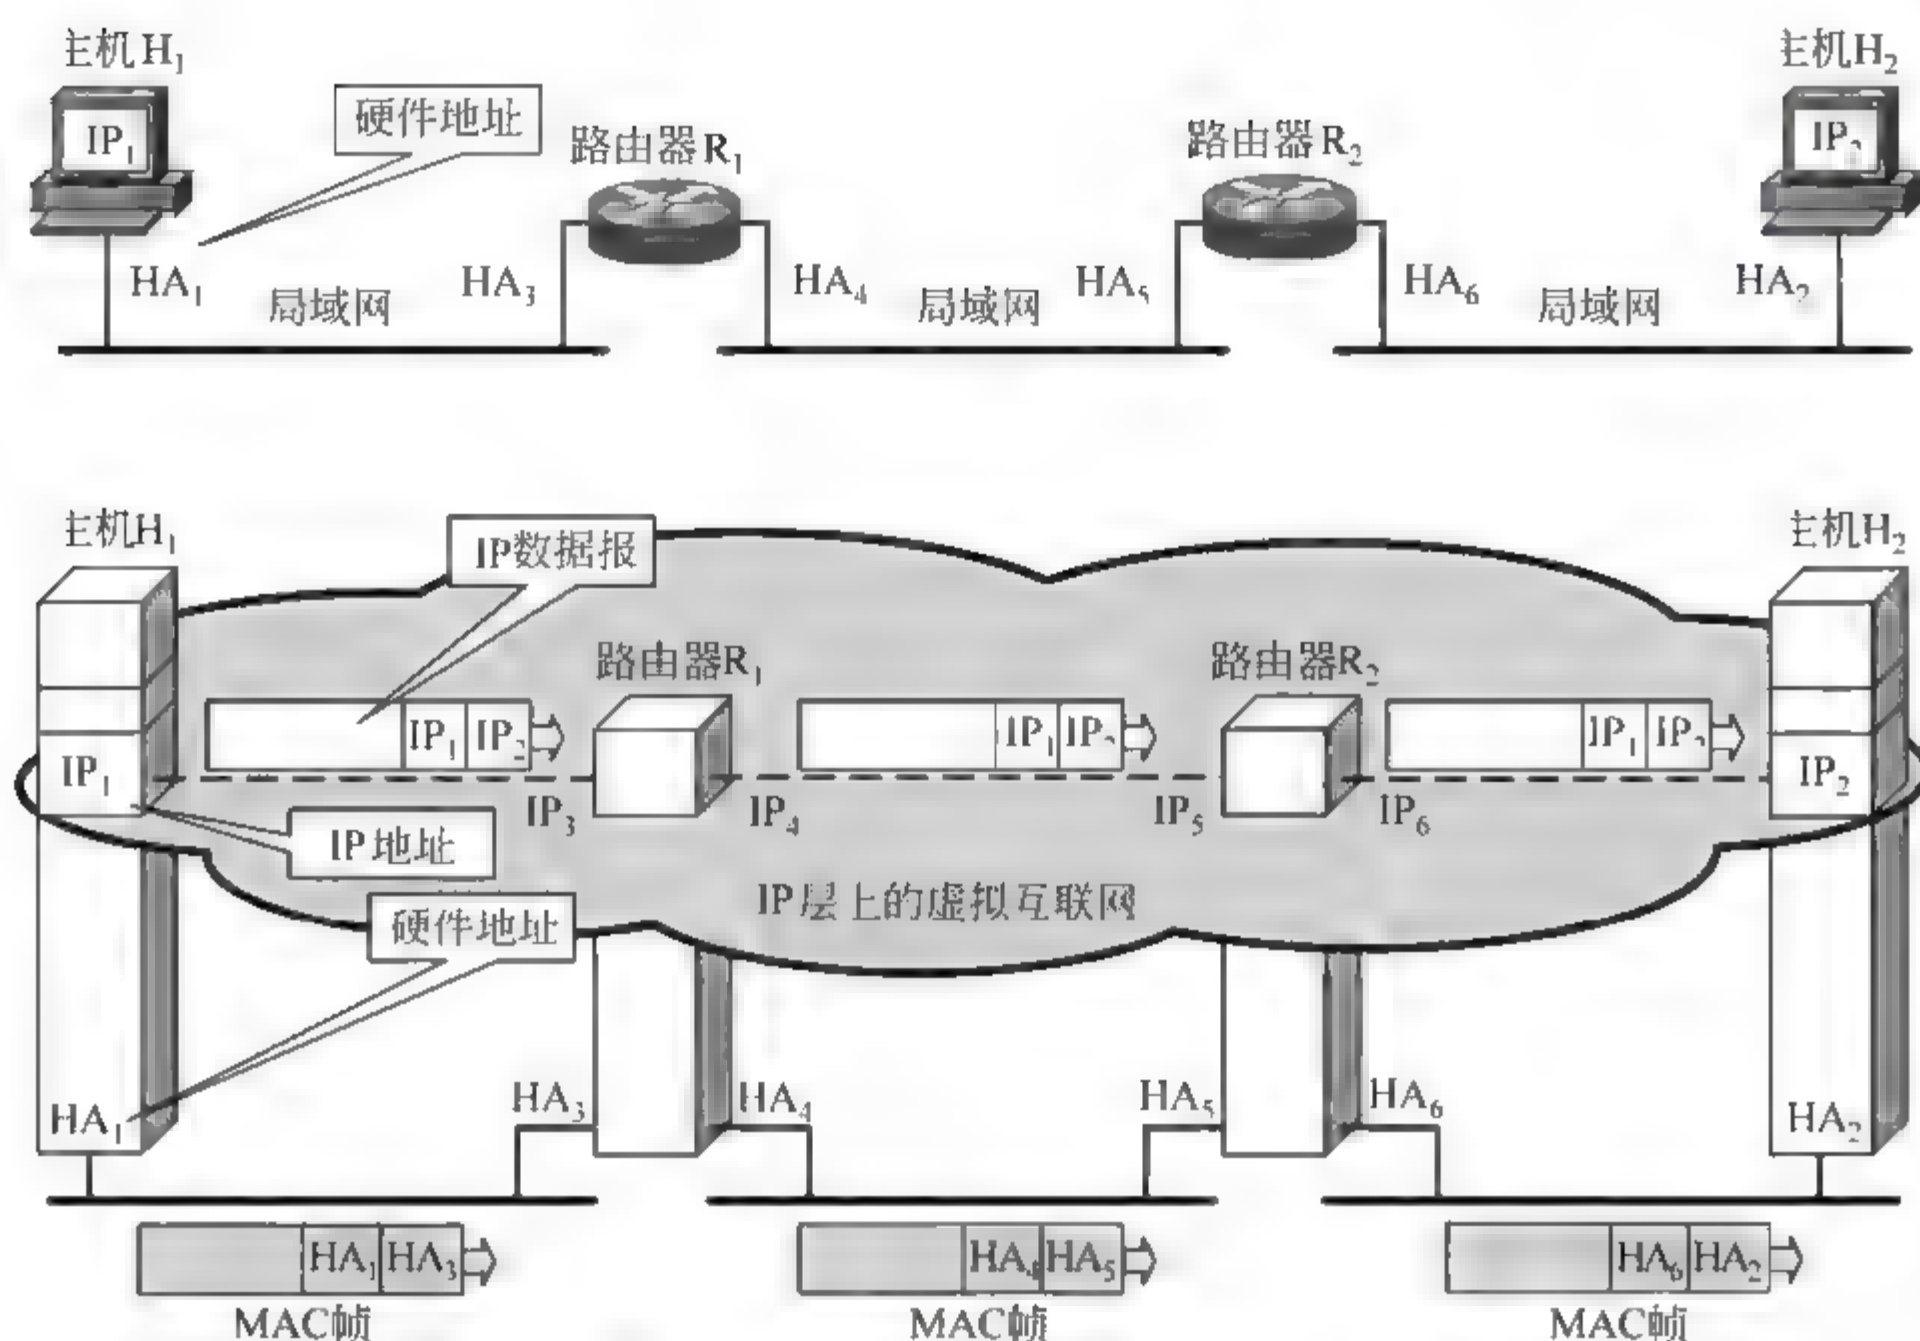 主机H₁
主机H₂
硬件地址
路由器R₁
路由器R₂
IP₁
IP₂
HA₁
局域网
HA₃
HA₄
局域网
HA₅
HA₆
局域网
HA₂
主机H₁
IP数据报
主机H₂
路由器R₁
路由器R₂
IP₁ IP₂
IP₁ IP₂
IP₁ IP₂
IP₁
IP₂
IP₃
IP₄
IP₅
IP₆
IP地址
IP层上的虚拟互联网
硬件地址
HA₁
HA₃
HA₄
HA₅
HA₆
HA₂
HA₁ HA₃
HA₄ HA₅
HA₆ HA₂
MAC帧
MAC帧
MAC帧